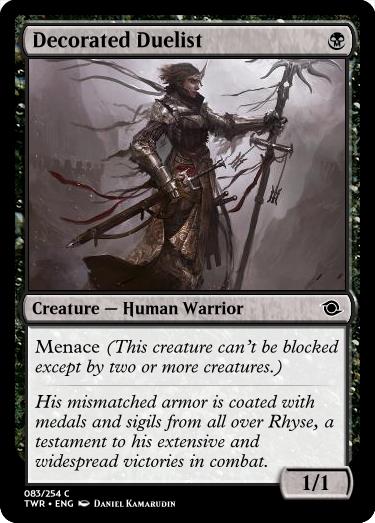 Decorated Duelist
Creature — Human Warrior
Menace (This creature can't be blocked
except by two or more creatures.)
His mismatched armor is coated with
medals and sigils from all over Rhyse, a
testament to his extensive and
widespread victories in combat.
1/1
083/254 C
TWR • ENG Daniel Kamarudin